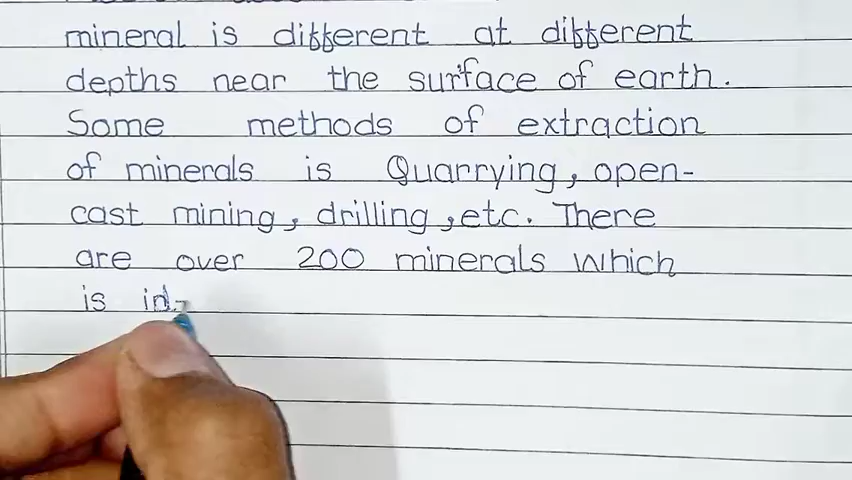 mineral is different at different
depths near the surface of earth.
Some methods of extraction
of minerals is Quarrying, open-
cast mining, drilling, etc. There
are over 200 minerals which
is id